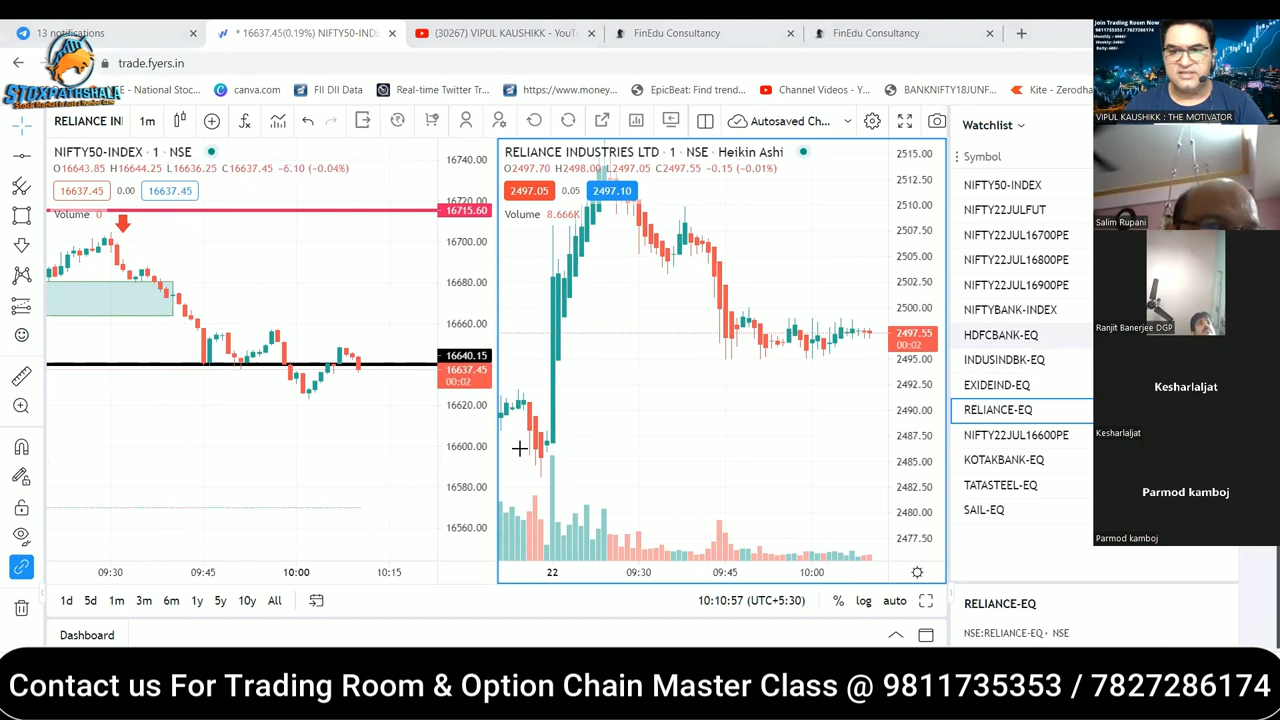 13 notifications
* 16637.45(0.19%) NIFTY50-IND
(30267) VIPUL KAUSHIKK - YouTu
FinEdu Consultancy
FinEdu Consultancy
trade.fyers.in
STOXPATHSHALA
E - National Stoc...
canva.com
FII DII Data
Real-time Twitter Tr...
https://www.money...
EpicBeat: Find trend...
Channel Videos - Y...
BANKNIFTY18JUNF...
Kite - Zerodha
RELIANCE IN
1m
Autosaved Ch...
NIFTY50-INDEX · 1 · NSE
O16643.85 H16644.25 L16636.25 C16637.45 -6.10 (-0.04%)
16637.45 0.00 16637.45
Volume 0
16740.00
16720.00
16715.60
16700.00
16680.00
16660.00
16640.15
16637.45
00:02
16620.00
16600.00
16580.00
16560.00
09:30 09:45 10:00 10:15
RELIANCE INDUSTRIES LTD · 1 · NSE · Heikin Ashi
O2497.70 H2498.00 L2497.05 C2497.55 -0.15 (-0.01%)
2497.05 0.05 2497.10
Volume 8.666K
2515.00
2512.50
2510.00
2507.50
2505.00
2502.50
2500.00
2497.55
00:02
2495.00
2492.50
2490.00
2487.50
2485.00
2482.50
2480.00
2477.50
22 09:30 09:45 10:00
1d 5d 1m 3m 6m 1y 5y 10y All
10:10:57 (UTC+5:30) % log auto
Dashboard
Watchlist
Symbol
NIFTY50-INDEX
NIFTY22JULFUT
NIFTY22JUL16700PE
NIFTY22JUL16800PE
NIFTY22JUL16900PE
NIFTYBANK-INDEX
HDFCBANK-EQ
INDUSINDBK-EQ
EXIDEIND-EQ
RELIANCE-EQ
NIFTY22JUL16600PE
KOTAKBANK-EQ
TATASTEEL-EQ
SAIL-EQ
RELIANCE-EQ
NSE:RELIANCE-EQ • NSE
Join Trading Room Now
9811735353 / 7827286174
VIPUL KAUSHIKK : THE MOTIVATOR
Salim Rupani
Ranjit Banerjee DGP
Kesharlaljat
Kesharlaljat
Parmod kamboj
Parmod kamboj
Contact us For Trading Room & Option Chain Master Class @ 9811735353 / 7827286174